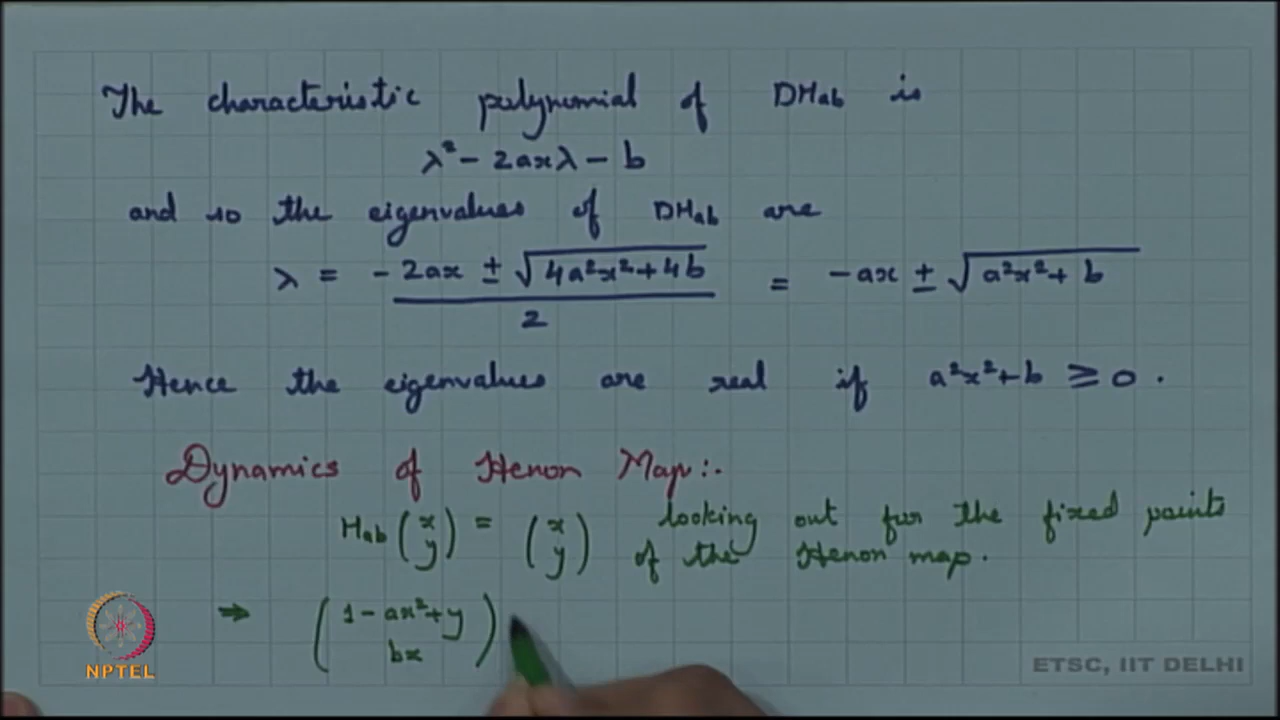 The characteristic polynomial of DHab is
λ² - 2axλ - b
and so the eigenvalues of DHab are
λ = (-2ax ± √(4a²x² + 4b)) / 2 = -ax ± √(a²x² + b)
Hence the eigenvalues are real if a²x² + b ≥ 0 .
Dynamics of Henon Map:.
Hab (x y) = (x y) looking out for the fixed points
of the Henon map.
⇒ (1 - ax² + y
bx)
NPTEL
ETSC, IIT DELHI